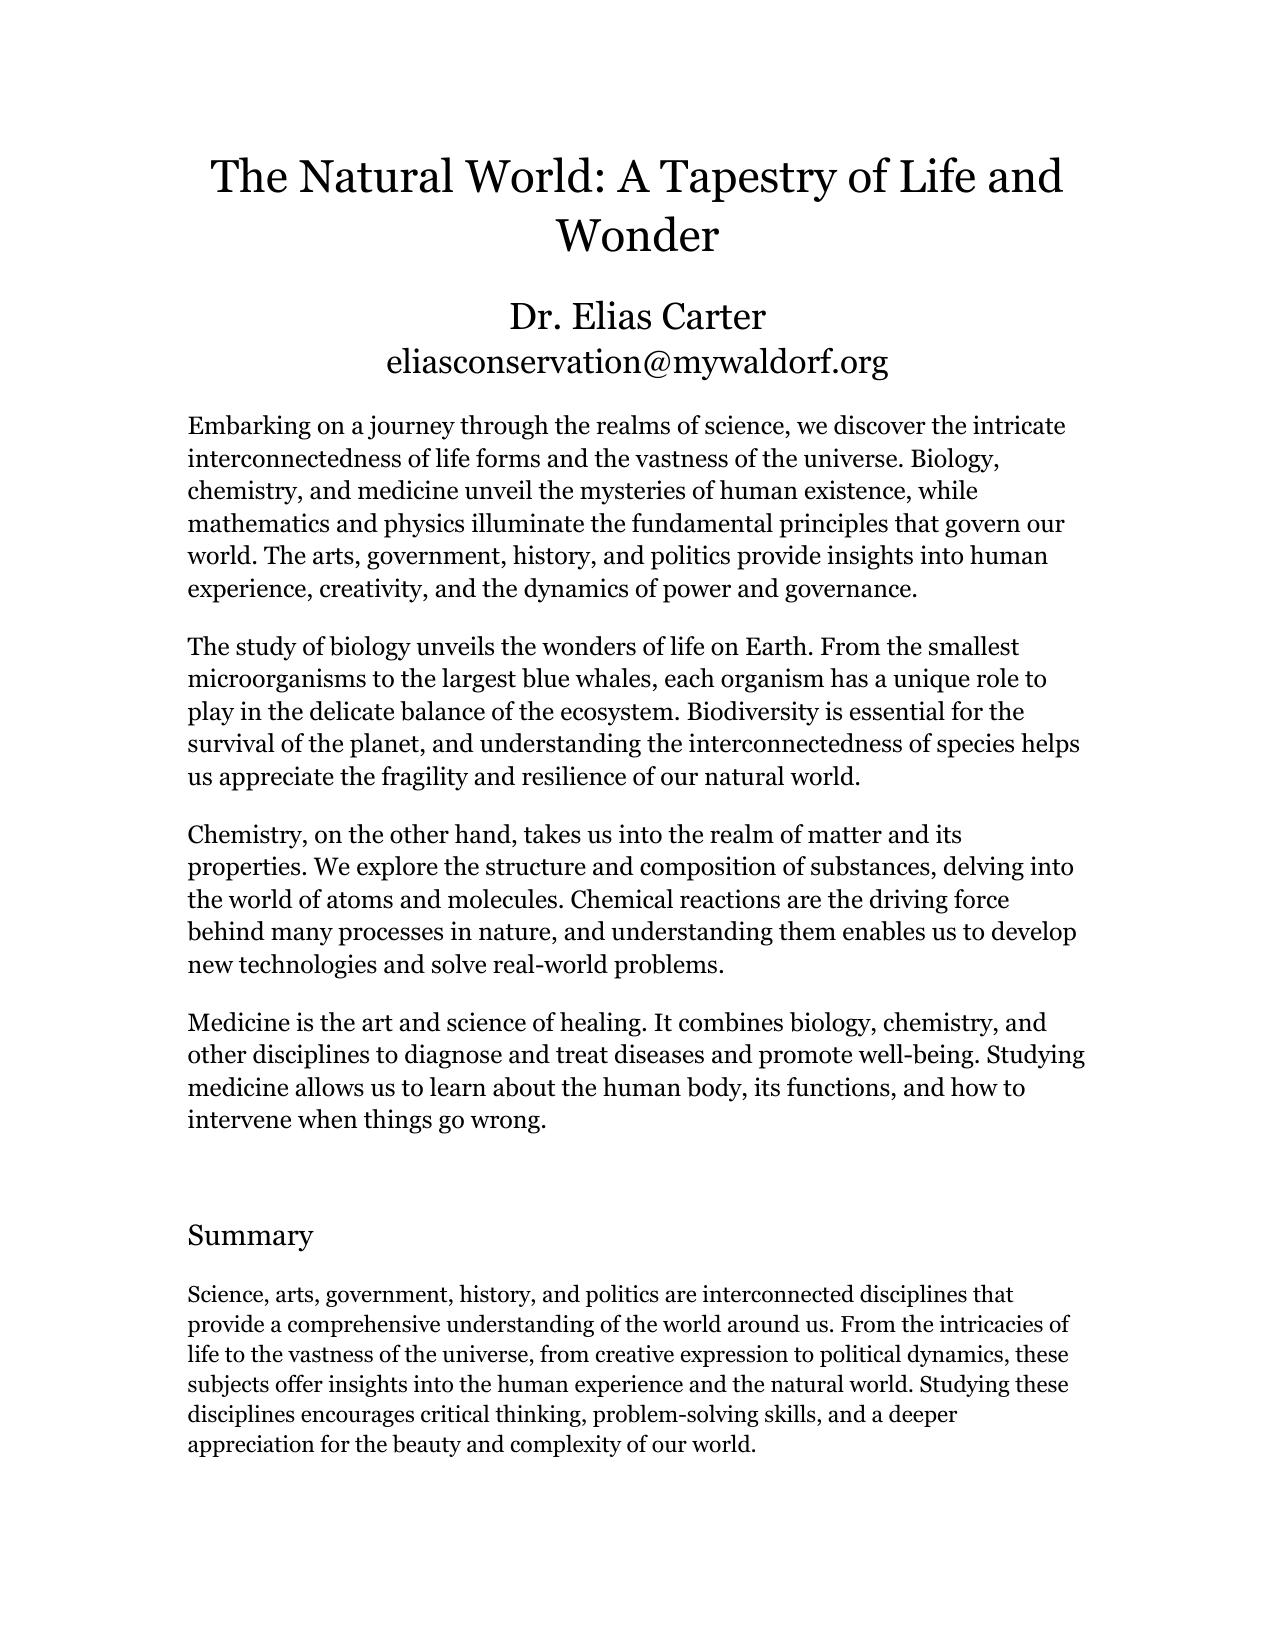 The Natural World: A Tapestry of Life and
Wonder
Dr. Elias Carter
eliasconservation@mywaldorf.org
Embarking on a journey through the realms of science, we discover the intricate
interconnectedness of life forms and the vastness of the universe. Biology,
chemistry, and medicine unveil the mysteries of human existence, while
mathematics and physics illuminate the fundamental principles that govern our
world. The arts, government, history, and politics provide insights into human
experience, creativity, and the dynamics of power and governance.
The study of biology unveils the wonders of life on Earth. From the smallest
microorganisms to the largest blue whales, each organism has a unique role to
play in the delicate balance of the ecosystem. Biodiversity is essential for the
survival of the planet, and understanding the interconnectedness of species helps
us appreciate the fragility and resilience of our natural world.
Chemistry, on the other hand, takes us into the realm of matter and its
properties. We explore the structure and composition of substances, delving into
the world of atoms and molecules. Chemical reactions are the driving force
behind many processes in nature, and understanding them enables us to develop
new technologies and solve real-world problems.
Medicine is the art and science of healing. It combines biology, chemistry, and
other disciplines to diagnose and treat diseases and promote well-being. Studying
medicine allows us to learn about the human body, its functions, and how to
intervene when things go wrong.
Summary
Science, arts, government, history, and politics are interconnected disciplines that
provide a comprehensive understanding of the world around us. From the intricacies of
life to the vastness of the universe, from creative expression to political dynamics, these
subjects offer insights into the human experience and the natural world. Studying these
disciplines encourages critical thinking, problem-solving skills, and a deeper
appreciation for the beauty and complexity of our world.